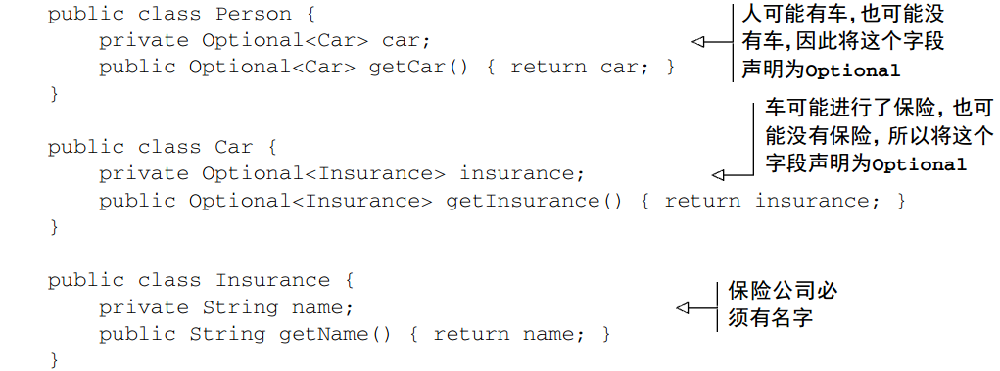 public class Person {
private Optional<Car> car;
public Optional<Car> getCar() { return car; }
}
人可能有车,也可能没
有车,因此将这个字段
声明为Optional
public class Car {
private Optional<Insurance> insurance;
public Optional<Insurance> getInsurance() { return insurance; }
}
车可能进行了保险,也可
能没有保险,所以将这个
字段声明为Optional
public class Insurance {
private String name;
public String getName() { return name; }
}
保险公司必
须有名字